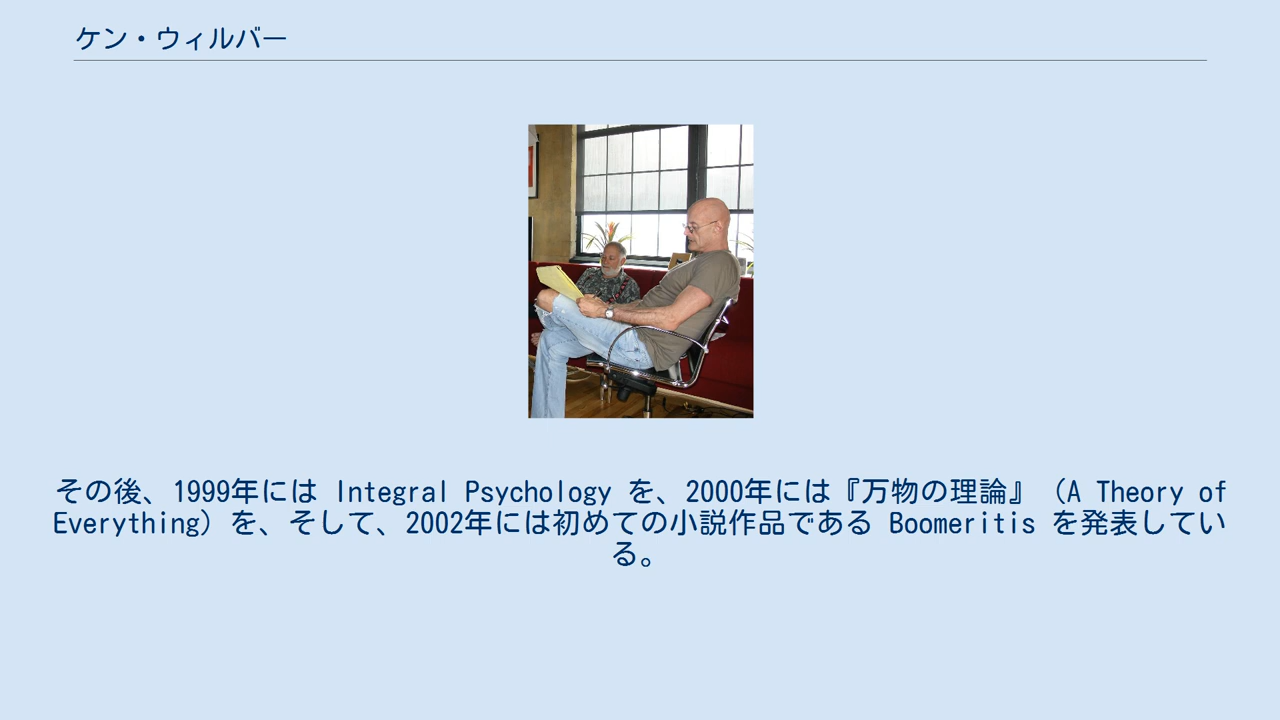 ケン・ウィルバー
その後、1999年には Integral Psychology を、2000年には『万物の理論』（A Theory of
Everything）を、そして、2002年には初めての小説作品である Boomeritis を発表してい
る。